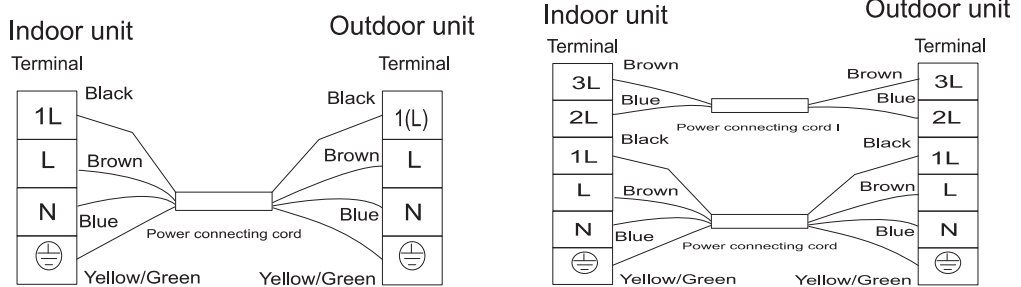 Indoor unit
Outdoor unit
Terminal
Terminal
Black
Black
1L
1(L)
Brown
Brown
L
L
Blue
Blue
N
N
Power connecting cord
Yellow/Green
Yellow/Green
Indoor unit
Outdoor unit
Terminal
Terminal
Brown
Brown
3L
3L
Blue
Blue
2L
2L
Power connecting cord I
Black
Black
1L
1L
Brown
Brown
L
L
Blue
Blue
N
N
Power connecting cord
Yellow/Green
Yellow/Green